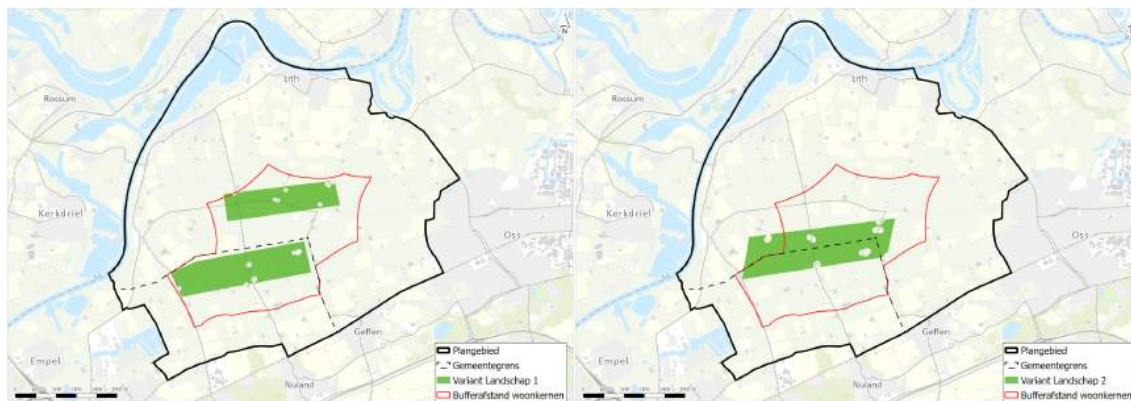 Lith
Rossum
Kerkdriel
Oss
Geffen
Empel
Nuland
Plangebied
Gemeentegrens
Variant Landschap 1
Bufferafstand woonkernen
Lith
Rossum
Kerkdriel
Oss
Geffen
Empel
Nuland
Plangebied
Gemeentegrens
Variant Landschap 2
Bufferafstand woonkernen